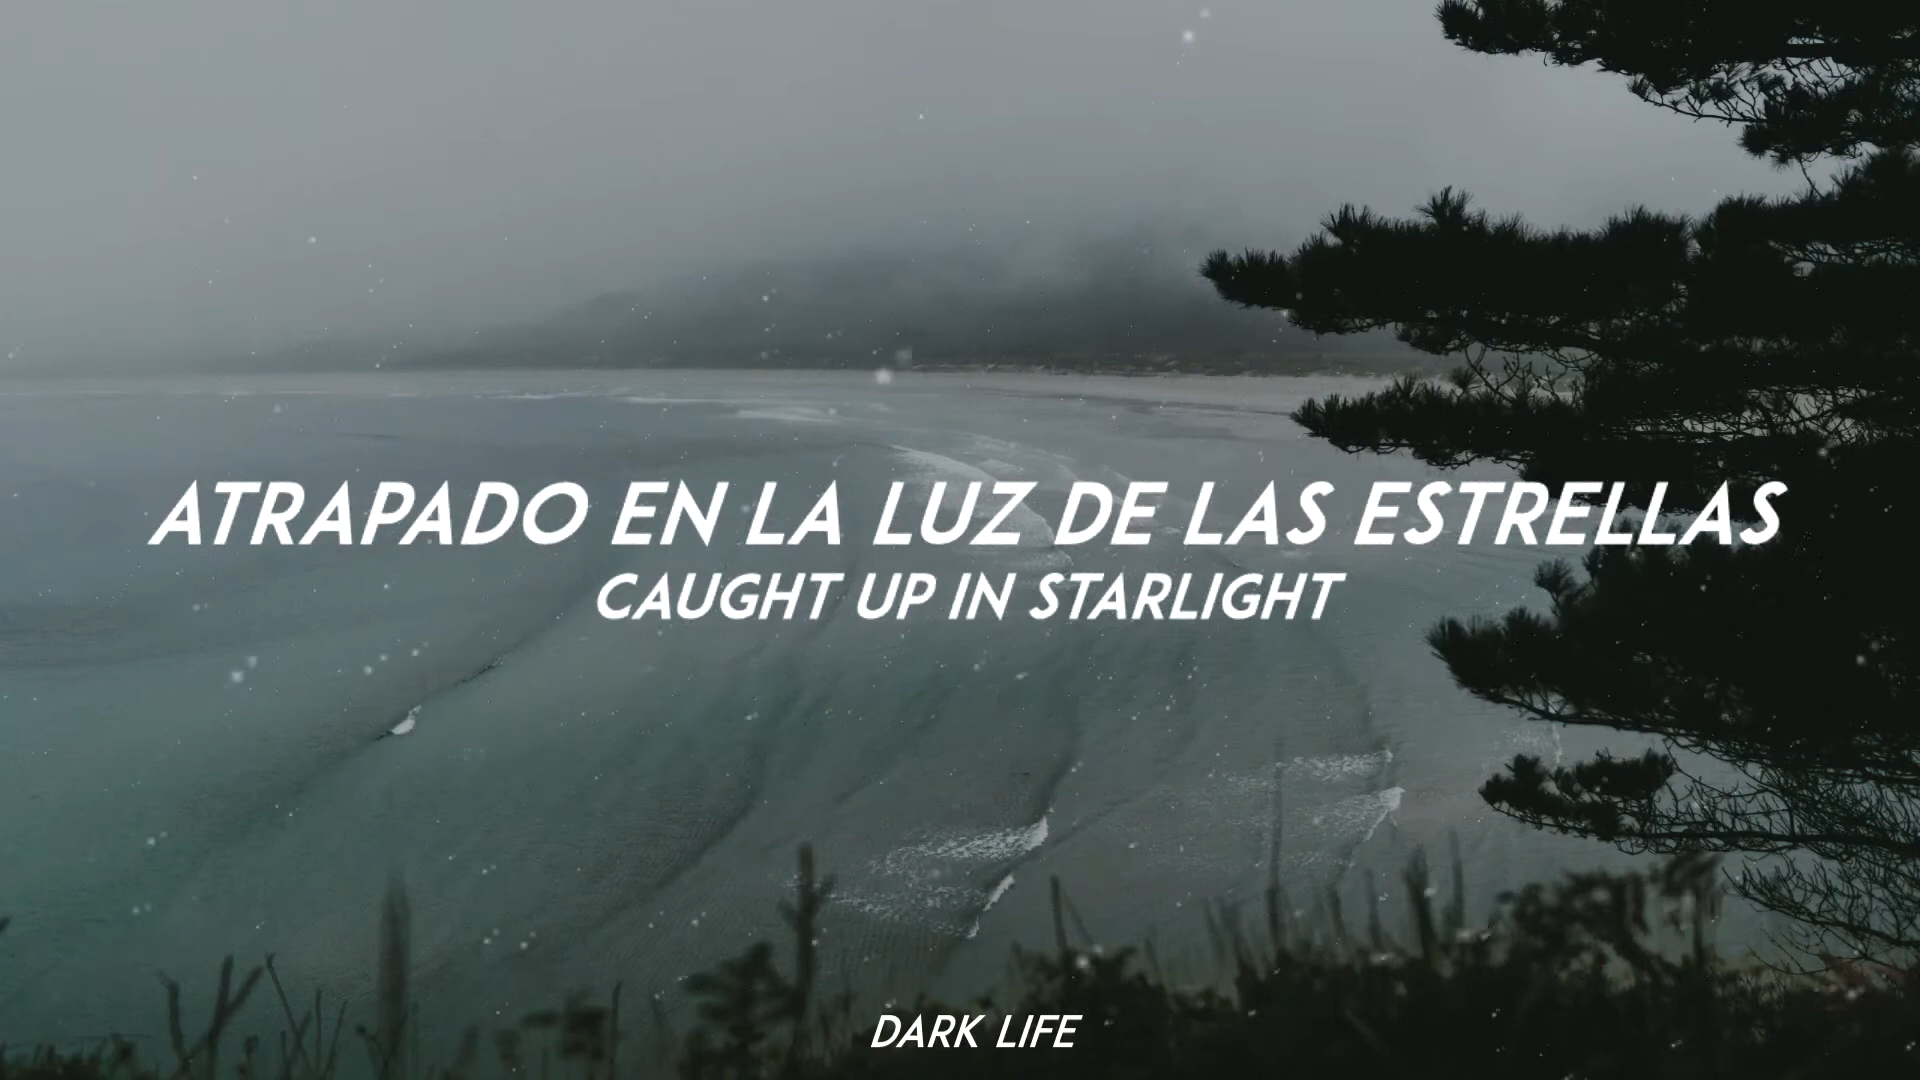 ATRAPADO EN LA LUZ DE LAS ESTRELLAS
CAUGHT UP IN STARLIGHT
DARK LIFE